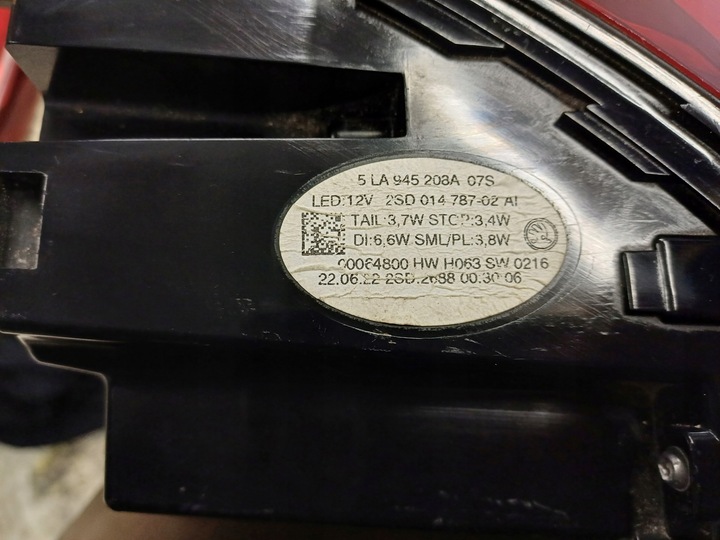 5 LA 945 208A 07S
LED:12V 2SD 014 787-02 AI
TAIL:3,7W STOP:3,4W
DI:6,6W SML/PL:3,8W
00064800 HW H063 SW 0216
22.06.22 2SD.2688 00:30 06